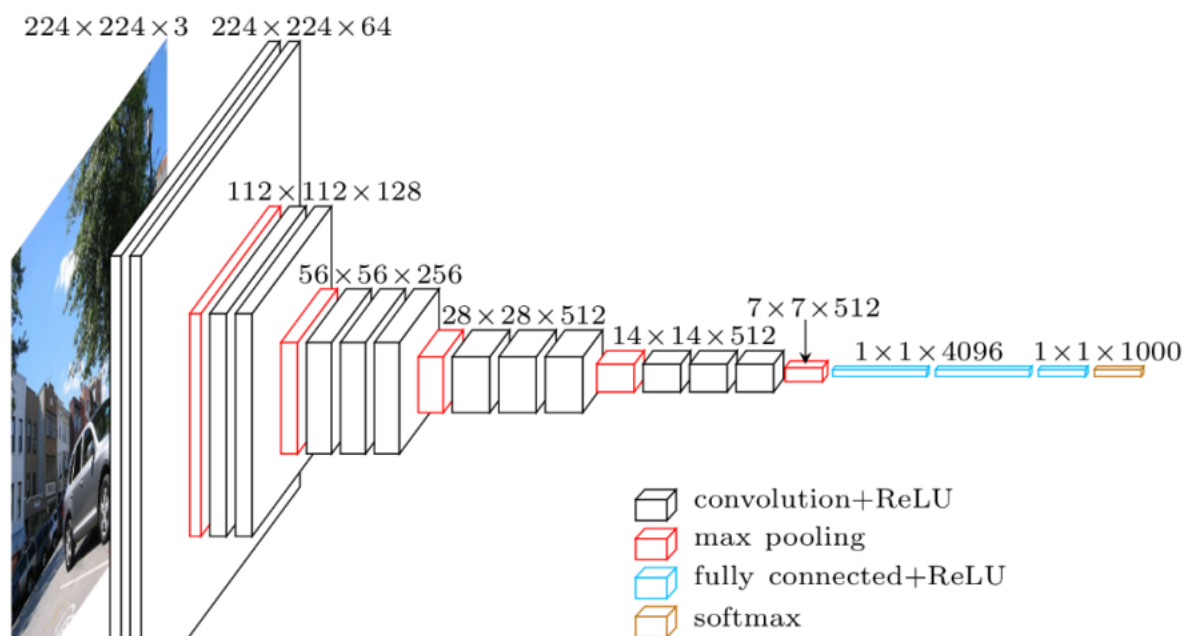 224×224×3
224×224×64
112×112×128
56×56×256
28×28×512
14×14×512
7×7×512
1×1×4096
1×1×1000
convolution+ReLU
max pooling
fully connected+ReLU
softmax